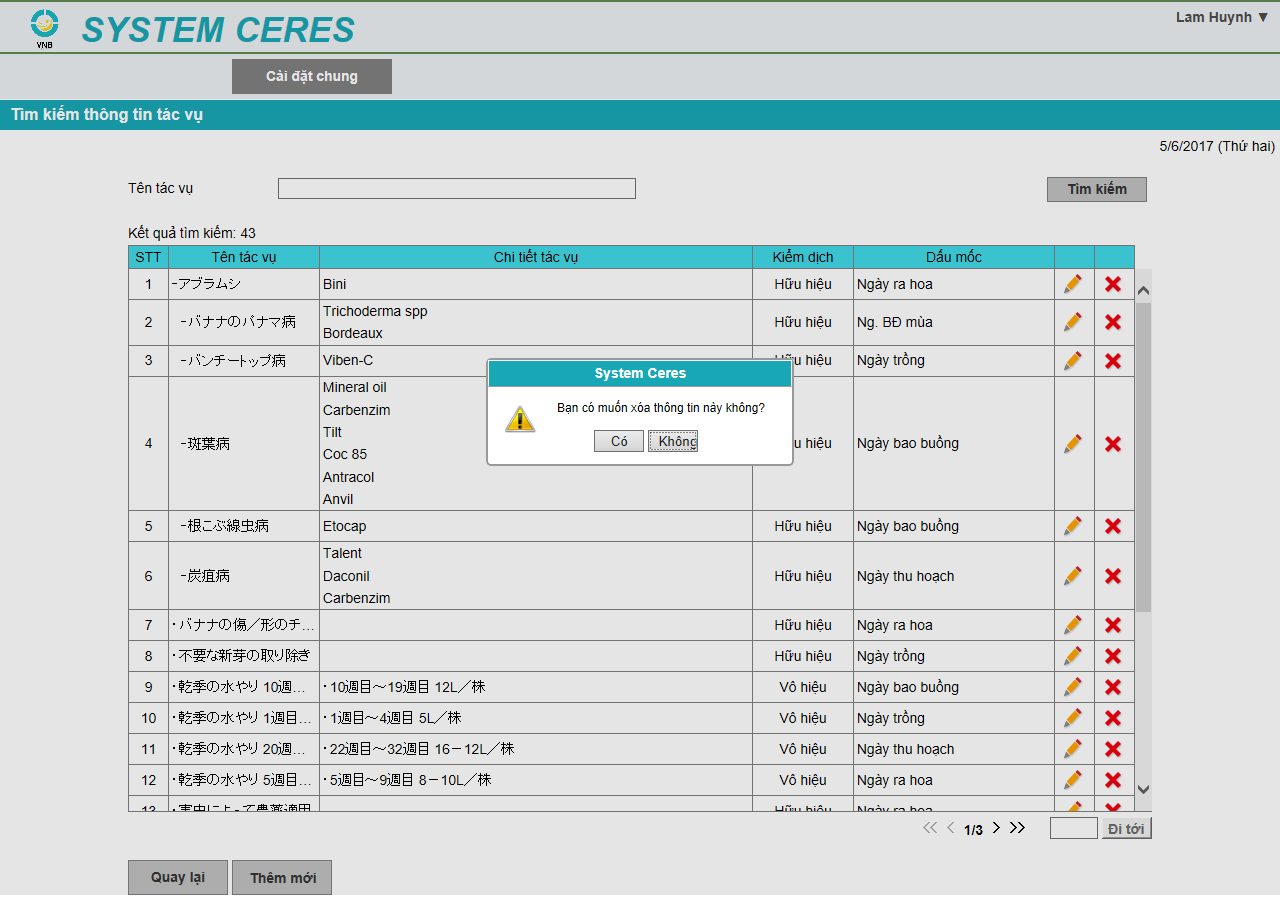 VNB
SYSTEM CERES
Lam Huynh ▼
Cài đặt chung
Tìm kiếm thông tin tác vụ
5/6/2017 (Thứ hai)
Tên tác vụ
Tìm kiếm
Kết quả tìm kiếm: 43
STT Tên tác vụ Chi tiết tác vụ Kiểm dịch Dấu mốc
1 -アブラムシ Bini Hữu hiệu Ngày ra hoa
2 -バナナのパナマ病 Trichoderma spp Hữu hiệu Ng. BĐ mùa
Bordeaux
3 -バンチートップ病 Viben-C Hữu hiệu Ngày trồng
System Ceres
Bạn có muốn xóa thông tin này không?
Có Không
Mineral oil
Carbenzim
Tilt
4 -斑葉病 Coc 85 hiệu Ngày bao buồng
Antracol
Anvil
5 -根こぶ線虫病 Etocap Hữu hiệu Ngày bao buồng
Talent
6 -炭疽病 Daconil Hữu hiệu Ngày thu hoạch
Carbenzim
7 ・バナナの傷／形のチ… Hữu hiệu Ngày ra hoa
8 ・不要な新芽の取り除き Hữu hiệu Ngày trồng
9 ・乾季の水やり 10週… ・10週目～19週目 12L／株 Vô hiệu Ngày bao buồng
10 ・乾季の水やり 1週目… ・1週目～4週目 5L／株 Vô hiệu Ngày trồng
11 ・乾季の水やり 20週… ・22週目～32週目 16－12L／株 Vô hiệu Ngày thu hoạch
12 ・乾季の水やり 5週目… ・5週目～9週目 8－10L／株 Vô hiệu Ngày ra hoa
13 Hữu hiệu Ngày ra hoa
1/3 Đi tới
Quay lại Thêm mới